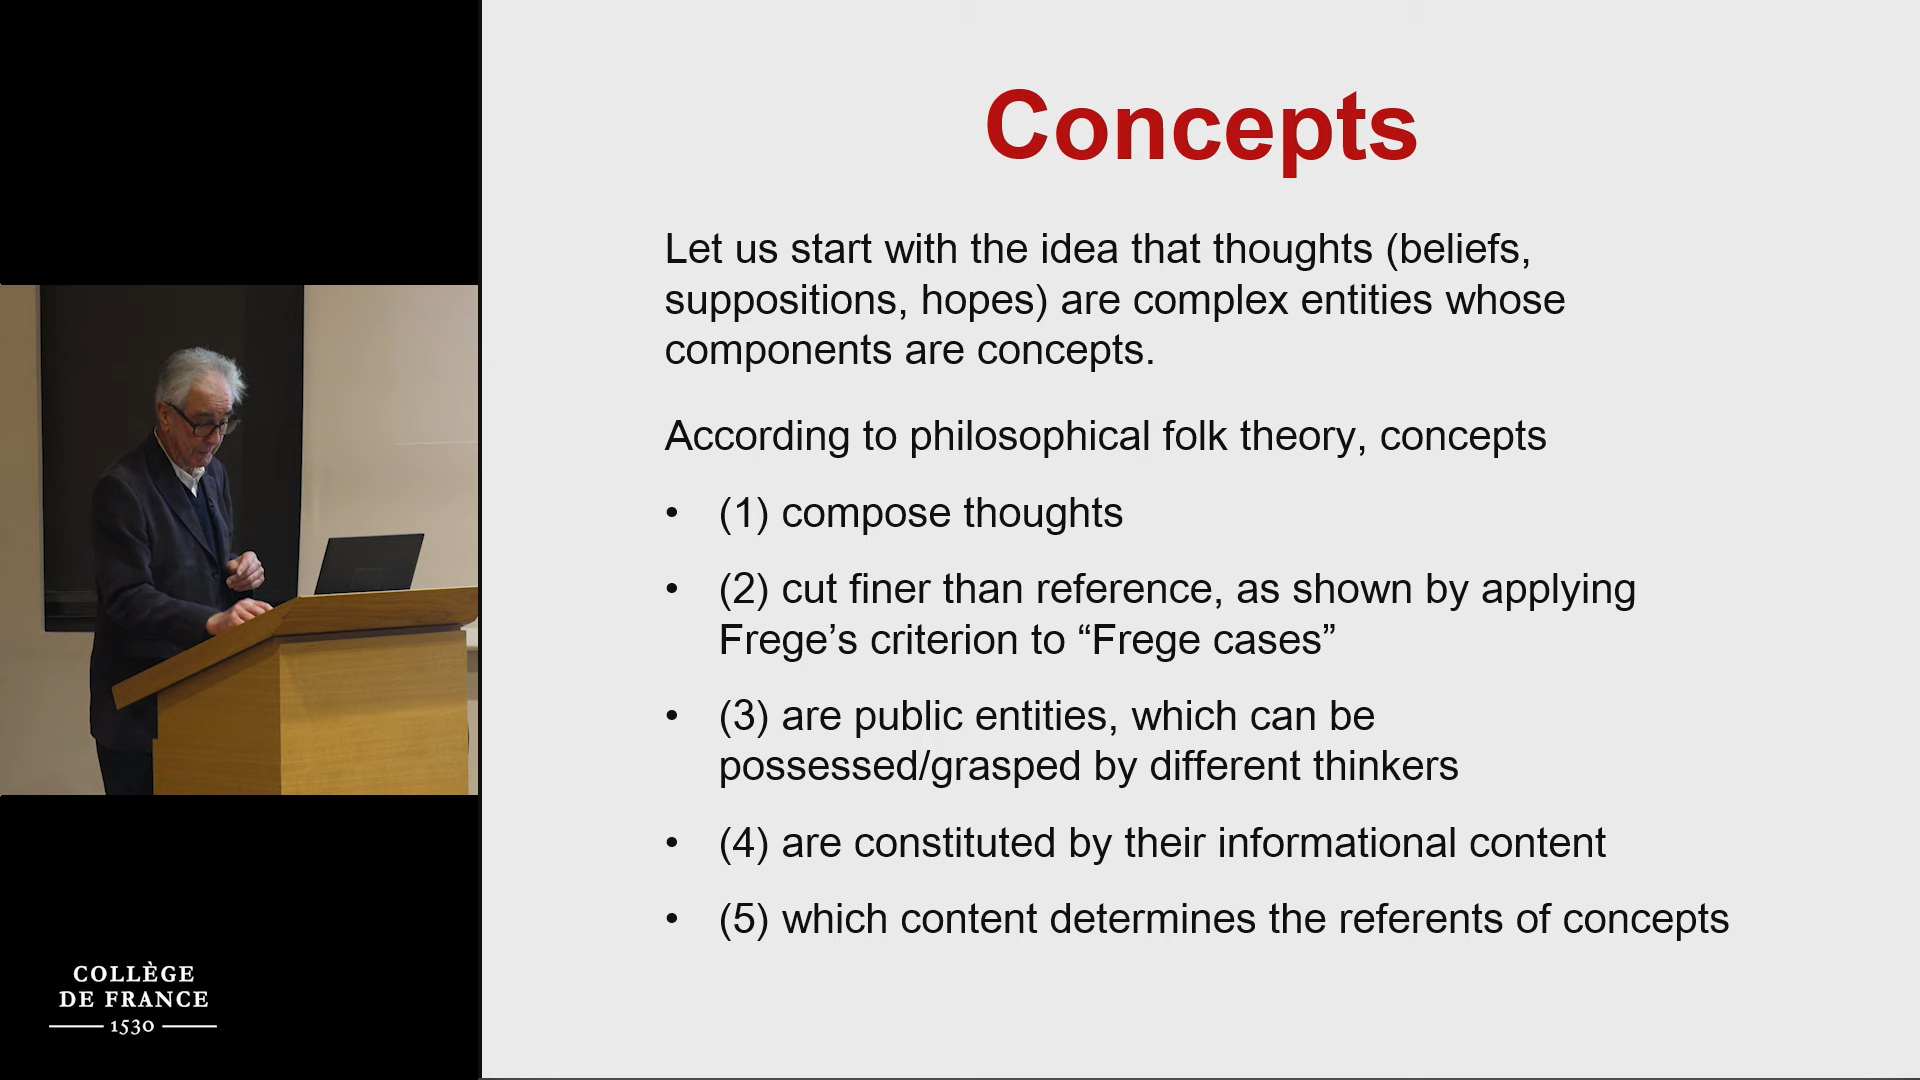 Concepts
Let us start with the idea that thoughts (beliefs,
suppositions, hopes) are complex entities whose
components are concepts.
According to philosophical folk theory, concepts
• (1) compose thoughts
• (2) cut finer than reference, as shown by applying
Frege’s criterion to “Frege cases”
• (3) are public entities, which can be
possessed/grasped by different thinkers
• (4) are constituted by their informational content
• (5) which content determines the referents of concepts
COLLÈGE
DE FRANCE
1530